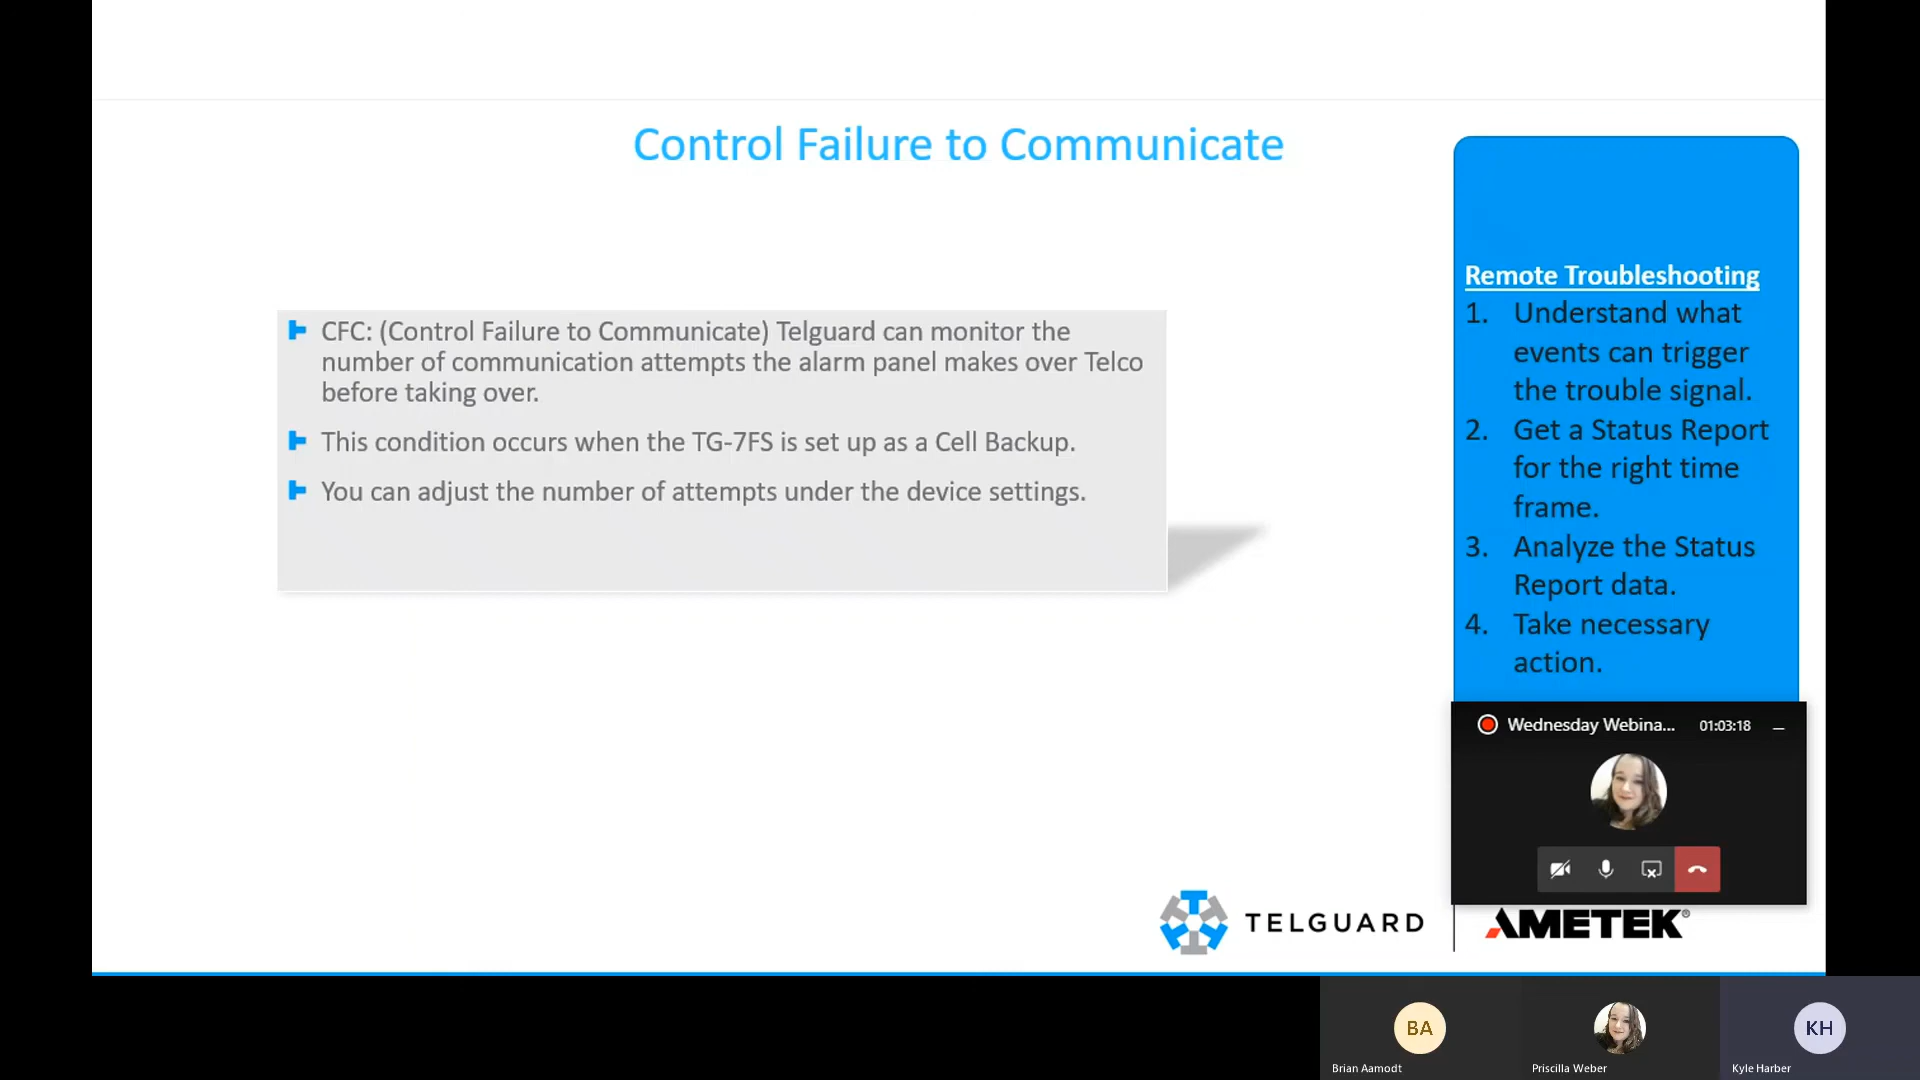 Control Failure to Communicate
CFC: (Control Failure to Communicate) Telguard can monitor the
number of communication attempts the alarm panel makes over Telco
before taking over.
This condition occurs when the TG-7FS is set up as a Cell Backup.
You can adjust the number of attempts under the device settings.
Remote Troubleshooting
1. Understand what
events can trigger
the trouble signal.
2. Get a Status Report
for the right time
frame.
3. Analyze the Status
Report data.
4. Take necessary
action.
Wednesday Webina... 01:03:18
TELGUARD
AMETEK®
BA
KH
Brian Aamodt
Priscilla Weber
Kyle Harber